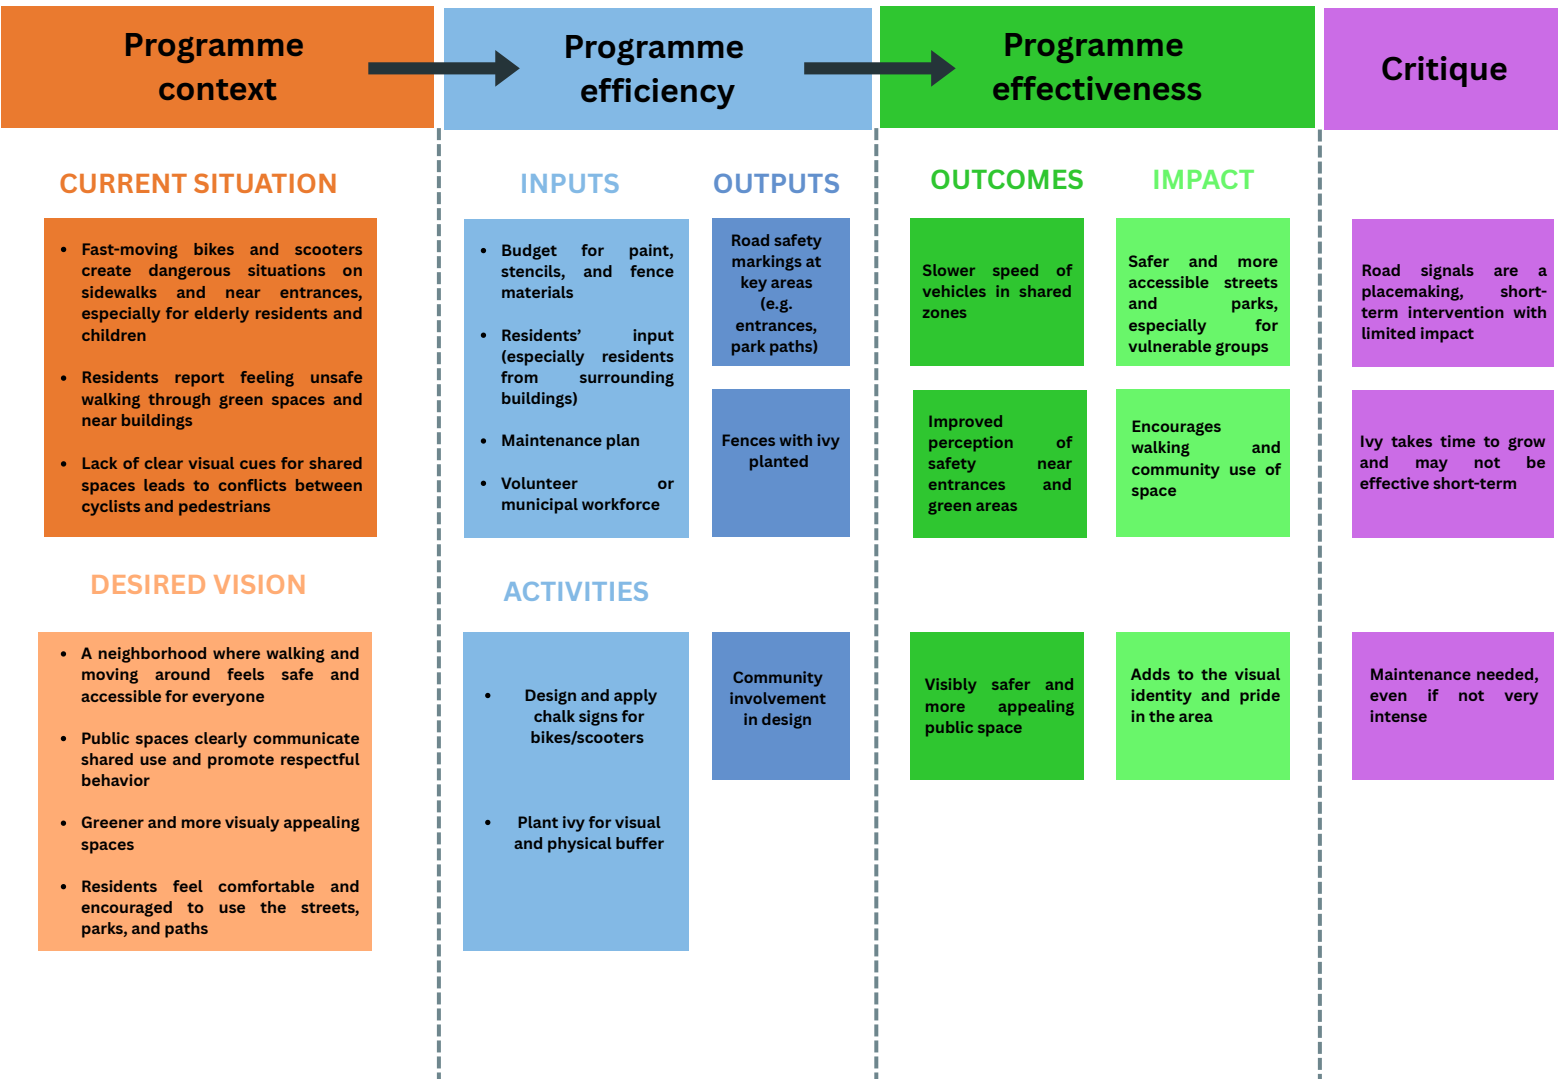 Programme
context
Programme
efficiency
Programme
effectiveness
Critique
CURRENT SITUATION
• Fast-moving bikes and scooters
create dangerous situations on
sidewalks and near entrances,
especially for elderly residents and
children
• Residents report feeling unsafe
walking through green spaces and
near buildings
• Lack of clear visual cues for shared
spaces leads to conflicts between
cyclists and pedestrians
DESIRED VISION
• A neighborhood where walking and
moving around feels safe and
accessible for everyone
• Public spaces clearly communicate
shared use and promote respectful
behavior
• Greener and more visualy appealing
spaces
• Residents feel comfortable and
encouraged to use the streets,
parks, and paths
INPUTS
• Budget for paint,
stencils, and fence
materials
• Residents’ input
(especially residents
from surrounding
buildings)
• Maintenance plan
• Volunteer or
municipal workforce
ACTIVITIES
• Design and apply
chalk signs for
bikes/scooters
• Plant ivy for visual
and physical buffer
OUTPUTS
Road safety
markings at
key areas
(e.g.
entrances,
park paths)
Fences with ivy
planted
Community
involvement
in design
OUTCOMES
Slower speed of
vehicles in shared
zones
Improved
perception of
safety near
entrances and
green areas
Visibly safer and
more appealing
public space
IMPACT
Safer and more
accessible streets
and parks,
especially for
vulnerable groups
Encourages
walking and
community use of
space
Adds to the visual
identity and pride
in the area
Road signals are a
placemaking, short-
term intervention with
limited impact
Ivy takes time to grow
and may not be
effective short-term
Maintenance needed,
even if not very
intense